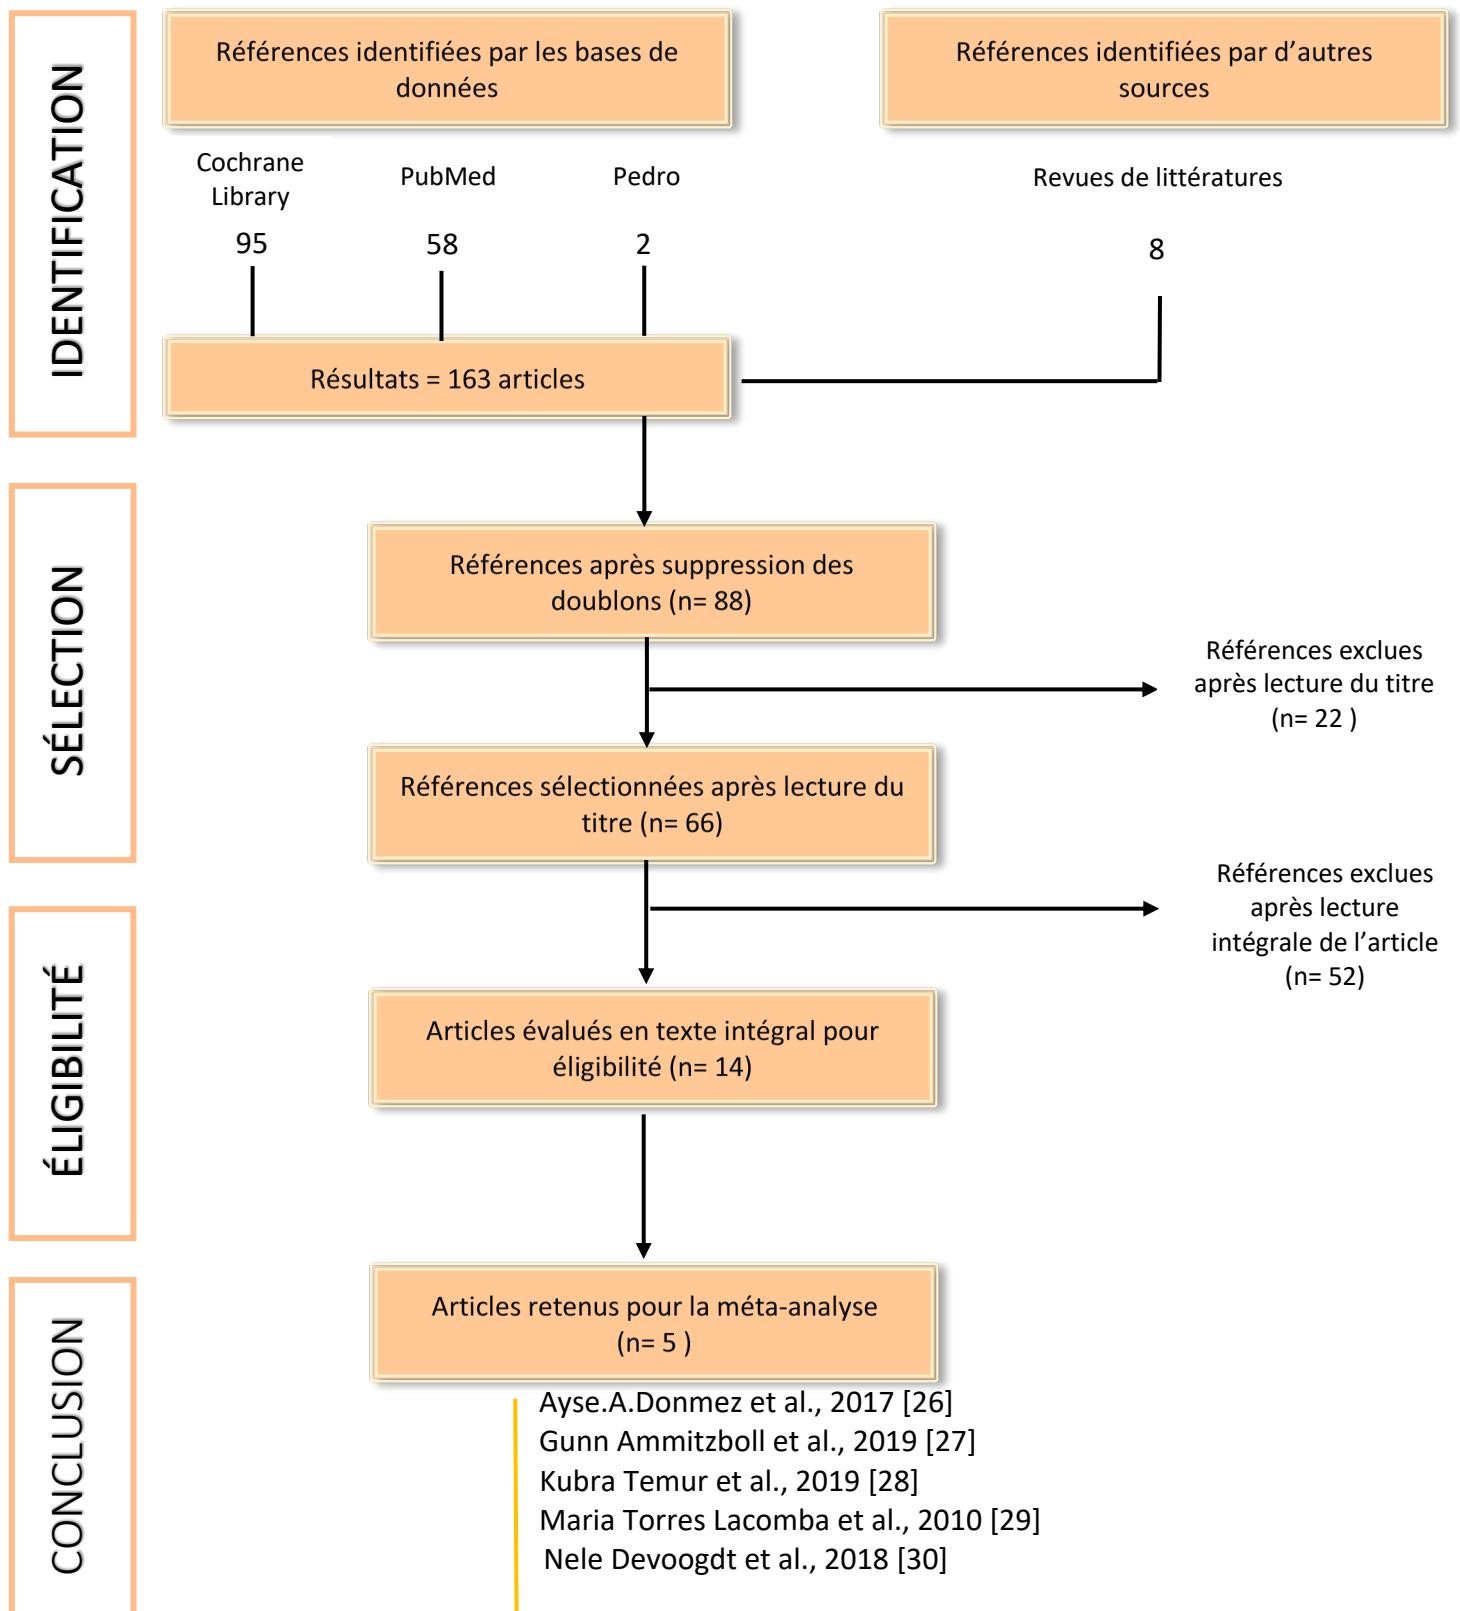 IDENTIFICATION
Références identifiées par les bases de
données
Références identifiées par d’autres
sources
Cochrane
Library
PubMed
Pedro
Revues de littératures
95
58
2
8
Résultats = 163 articles
SÉLECTION
Références après suppression des
doublons (n= 88)
Références exclues
après lecture du titre
(n= 22 )
Références sélectionnées après lecture du
titre (n= 66)
Références exclues
après lecture
intégrale de l’article
(n= 52)
ÉLIGIBILITÉ
Articles évalués en texte intégral pour
éligibilité (n= 14)
CONCLUSION
Articles retenus pour la méta-analyse
(n= 5 )
Ayse.A.Donmez et al., 2017 [26]
Gunn Ammitzboll et al., 2019 [27]
Kubra Temur et al., 2019 [28]
Maria Torres Lacomba et al., 2010 [29]
Nele Devoogdt et al., 2018 [30]